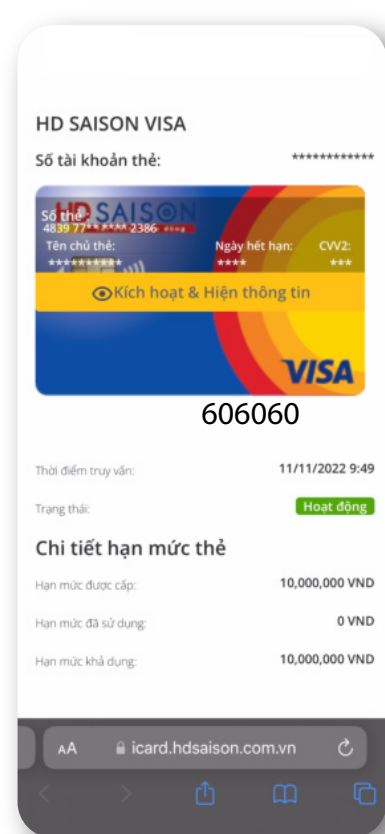 HD SAISON VISA
Số tài khoản thẻ: ************
HD SAISON
Số thẻ:
4839 77** **** 2386
Tên chủ thẻ: Ngày hết hạn: CVV2:
********** **** ***
Kích hoạt & Hiện thông tin
VISA
606060
Thời điểm truy vấn: 11/11/2022 9:49
Trạng thái: Hoạt động
Chi tiết hạn mức thẻ
Hạn mức được cấp: 10,000,000 VND
Hạn mức đã sử dụng: 0 VND
Hạn mức khả dụng: 10,000,000 VND
AA icard.hdsaison.com.vn